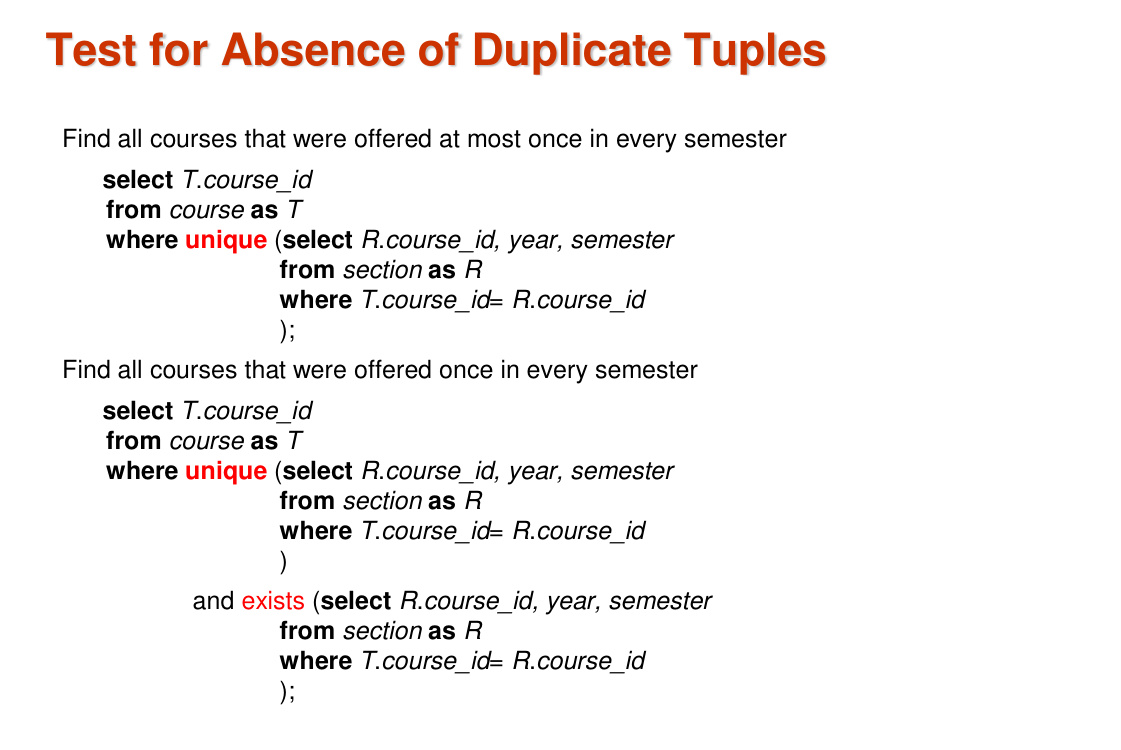 Test for Absence of Duplicate Tuples
Find all courses that were offered at most once in every semester
select T.course_id
from course as T
where unique (select R.course_id, year, semester
from section as R
where T.course_id= R.course_id
);
Find all courses that were offered once in every semester
select T.course_id
from course as T
where unique (select R.course_id, year, semester
from section as R
where T.course_id= R.course_id
)
and exists (select R.course_id, year, semester
from section as R
where T.course_id= R.course_id
);